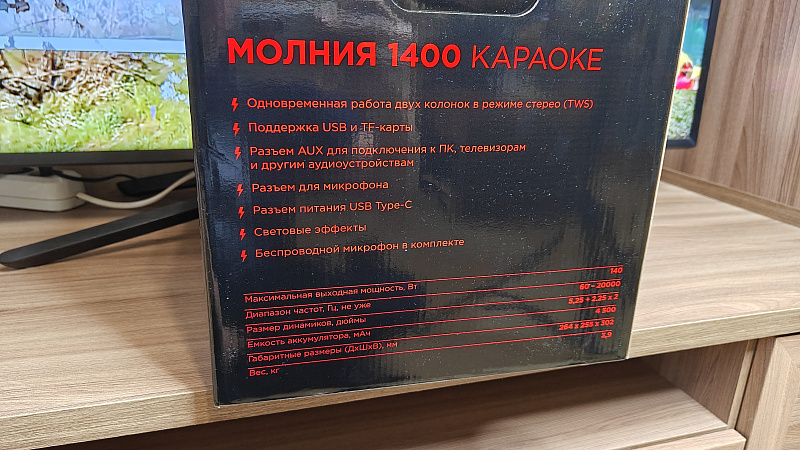 МОЛНИЯ 1400 КАРАОКЕ
Одновременная работа двух колонок в режиме стерео (TWS)
Поддержка USB и TF-карты
Разъем AUX для подключения к ПК, телевизорам
и другим аудиоустройствам
Разъем для микрофона
Разъем питания USB Type-C
Световые эффекты
Беспроводной микрофон в комплекте
Максимальная выходная мощность, Вт 140
Диапазон частот, Гц, не уже 60 – 20000
Размер динамиков, дюймы 5,25 + 2,25 x 2
Емкость аккумулятора, мАч 4 500
Габаритные размеры (ДхШхВ), мм 264 x 255 x 302
Вес, кг 3,9